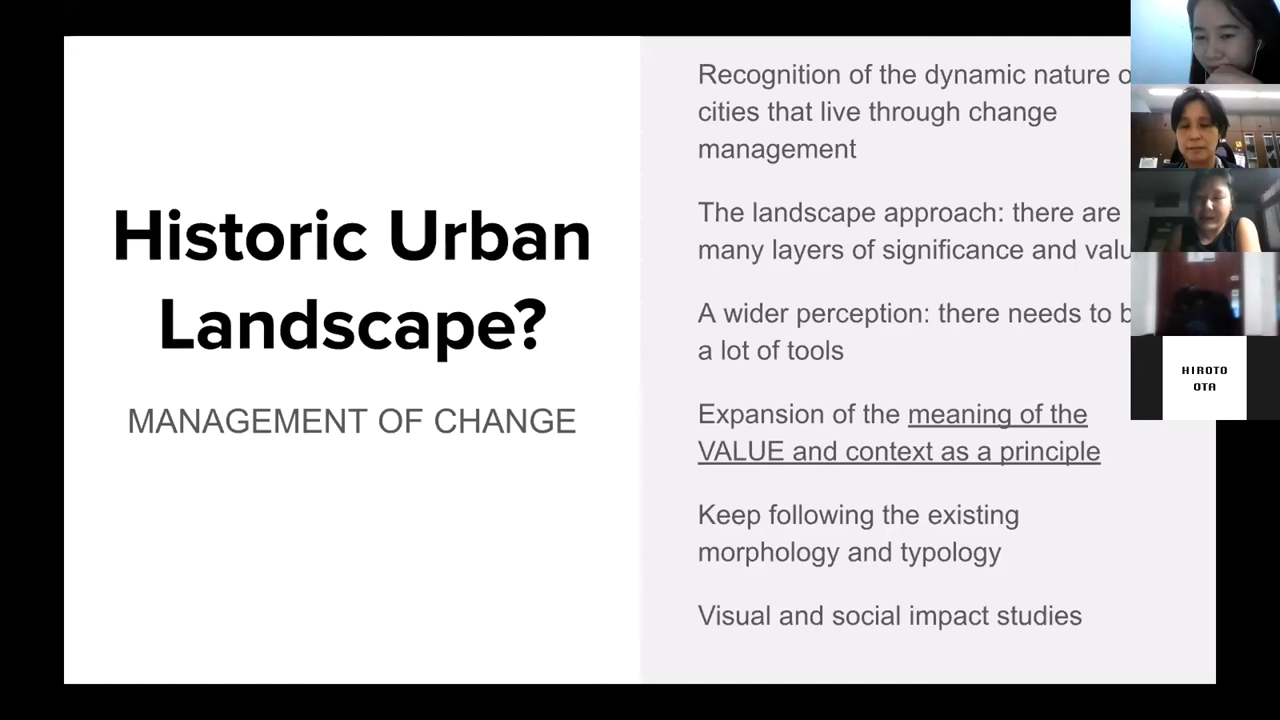 Historic Urban
Landscape?
MANAGEMENT OF CHANGE
Recognition of the dynamic nature
cities that live through change
management
The landscape approach: there are
many layers of significance and
A wider perception: there needs to
a lot of tools
Expansion of the meaning of the
VALUE and context as a principle
Keep following the existing
morphology and typology
Visual and social impact studies
HIROTO
OTA